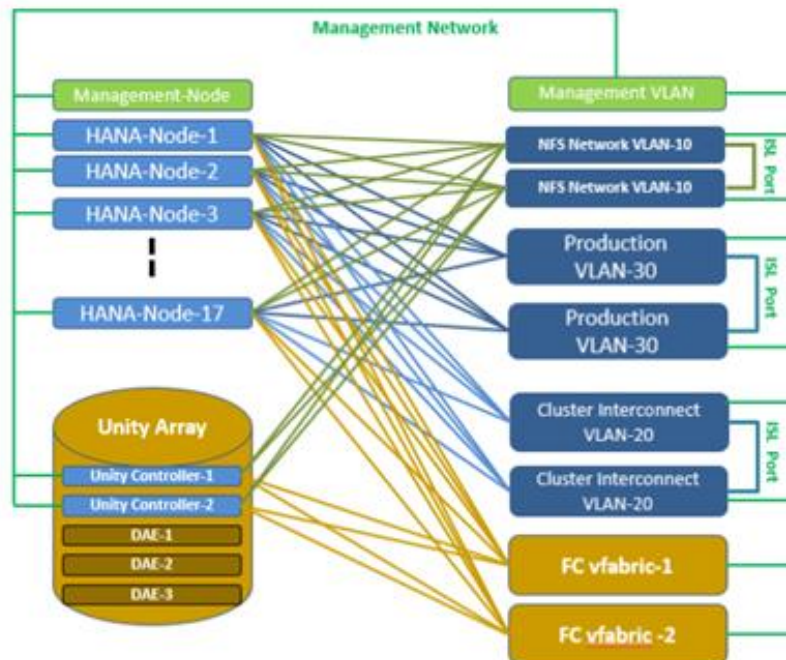 Management Network
Management-Node
HANA-Node-1
HANA-Node-2
HANA-Node-3
HANA-Node-17
Unity Array
Unity Controller-1
Unity Controller-2
DAE-1
DAE-2
DAE-3
Management VLAN
NFS Network VLAN-10
NFS Network VLAN-10
ISL Port
Production
VLAN-30
Production
VLAN-30
ISL Port
Cluster Interconnect
VLAN-20
Cluster Interconnect
VLAN-20
ISL Port
FC vfabric-1
FC vfabric -2